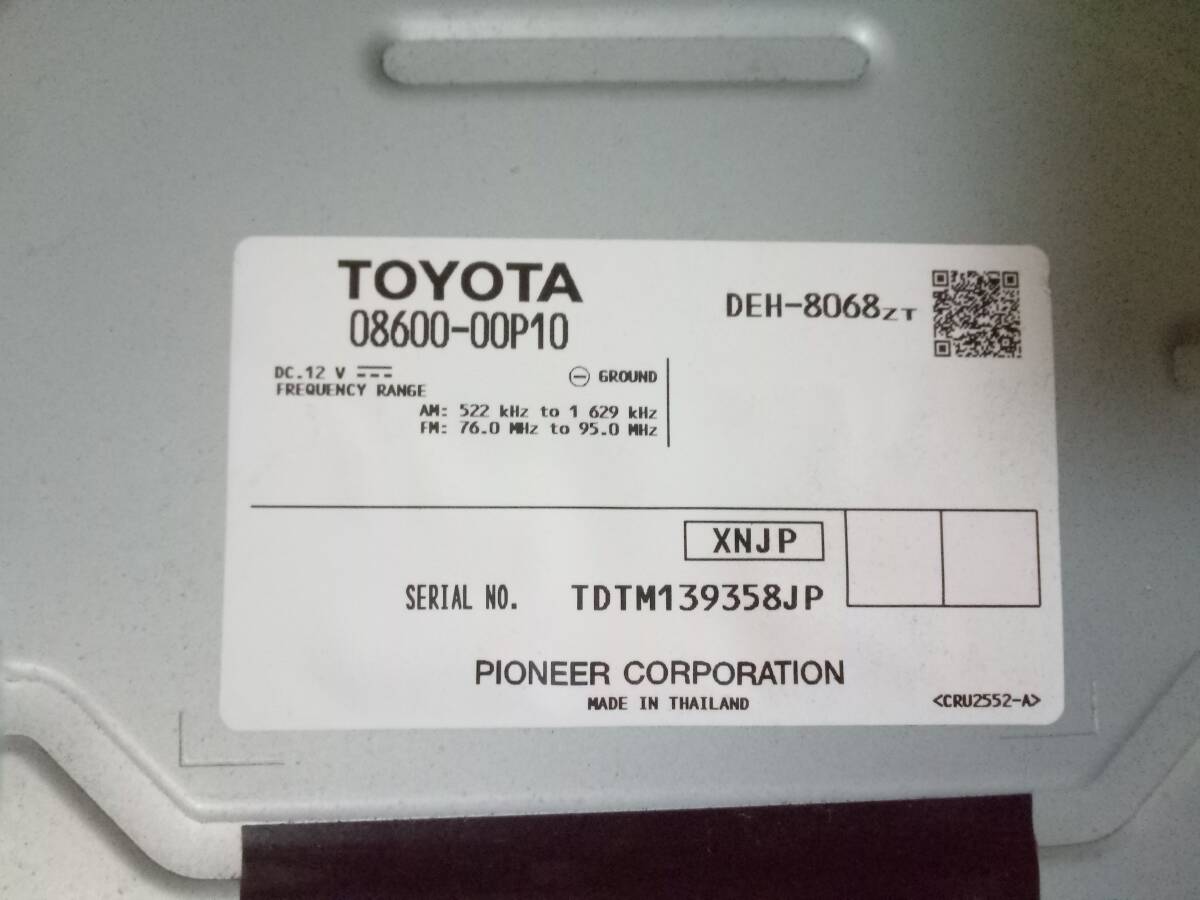 TOYOTA
08600-00P10
DEH-8068ZT
DC.12 V
GROUND
FREQUENCY RANGE
AM: 522 kHz to 1 629 kHz
FM: 76.0 MHz to 95.0 MHz
XNJP
SERIAL NO. TDTM139358JP
PIONEER CORPORATION
MADE IN THAILAND
<CRU2552-A>